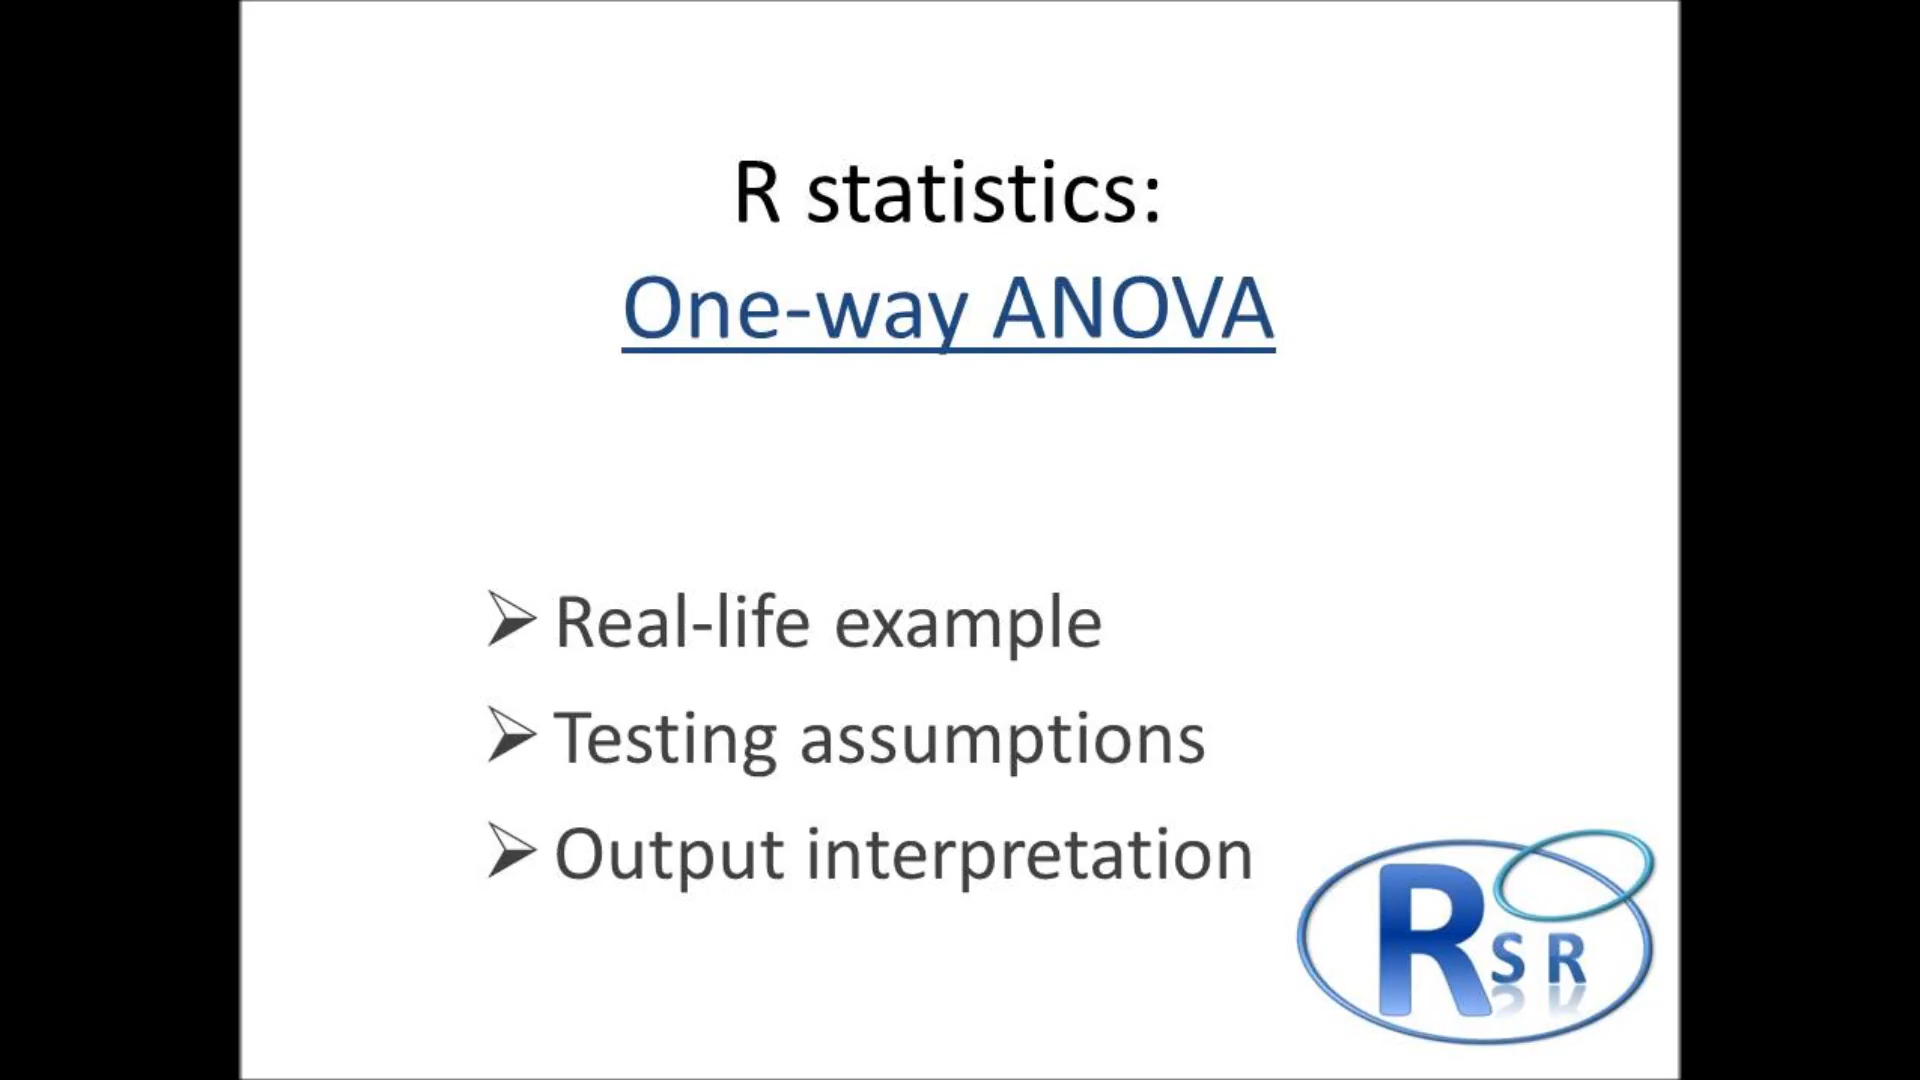 R statistics:
One-way ANOVA
Real-life example
Testing assumptions
Output interpretation
RSR